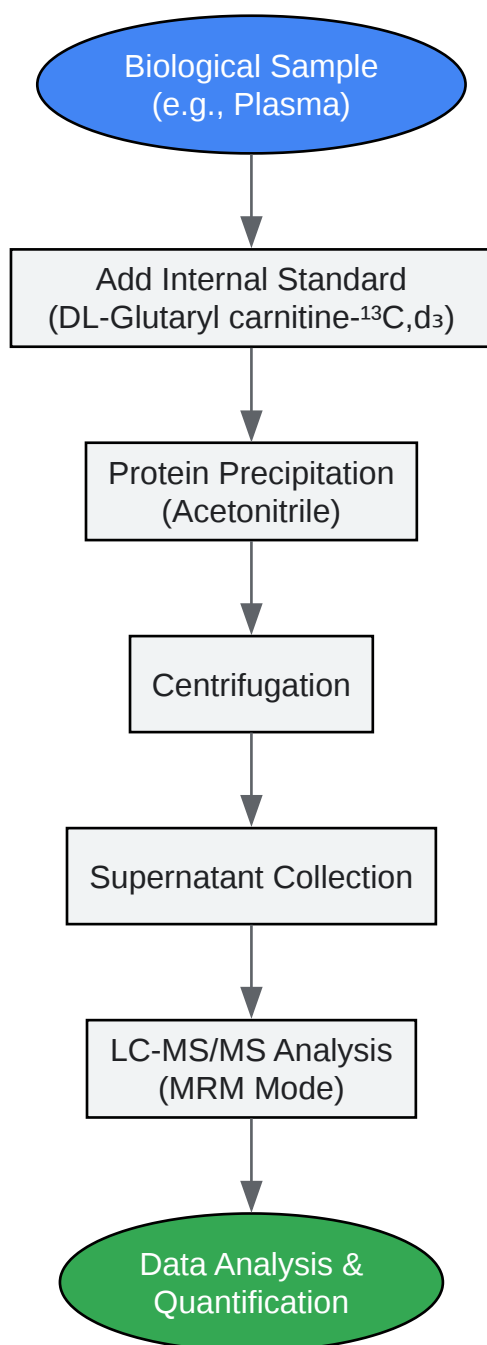 Biological Sample
(e.g., Plasma)
Add Internal Standard
(DL-Glutaryl carnitine-¹³C,d₃)
Protein Precipitation
(Acetonitrile)
Centrifugation
Supernatant Collection
LC-MS/MS Analysis
(MRM Mode)
Data Analysis &
Quantification